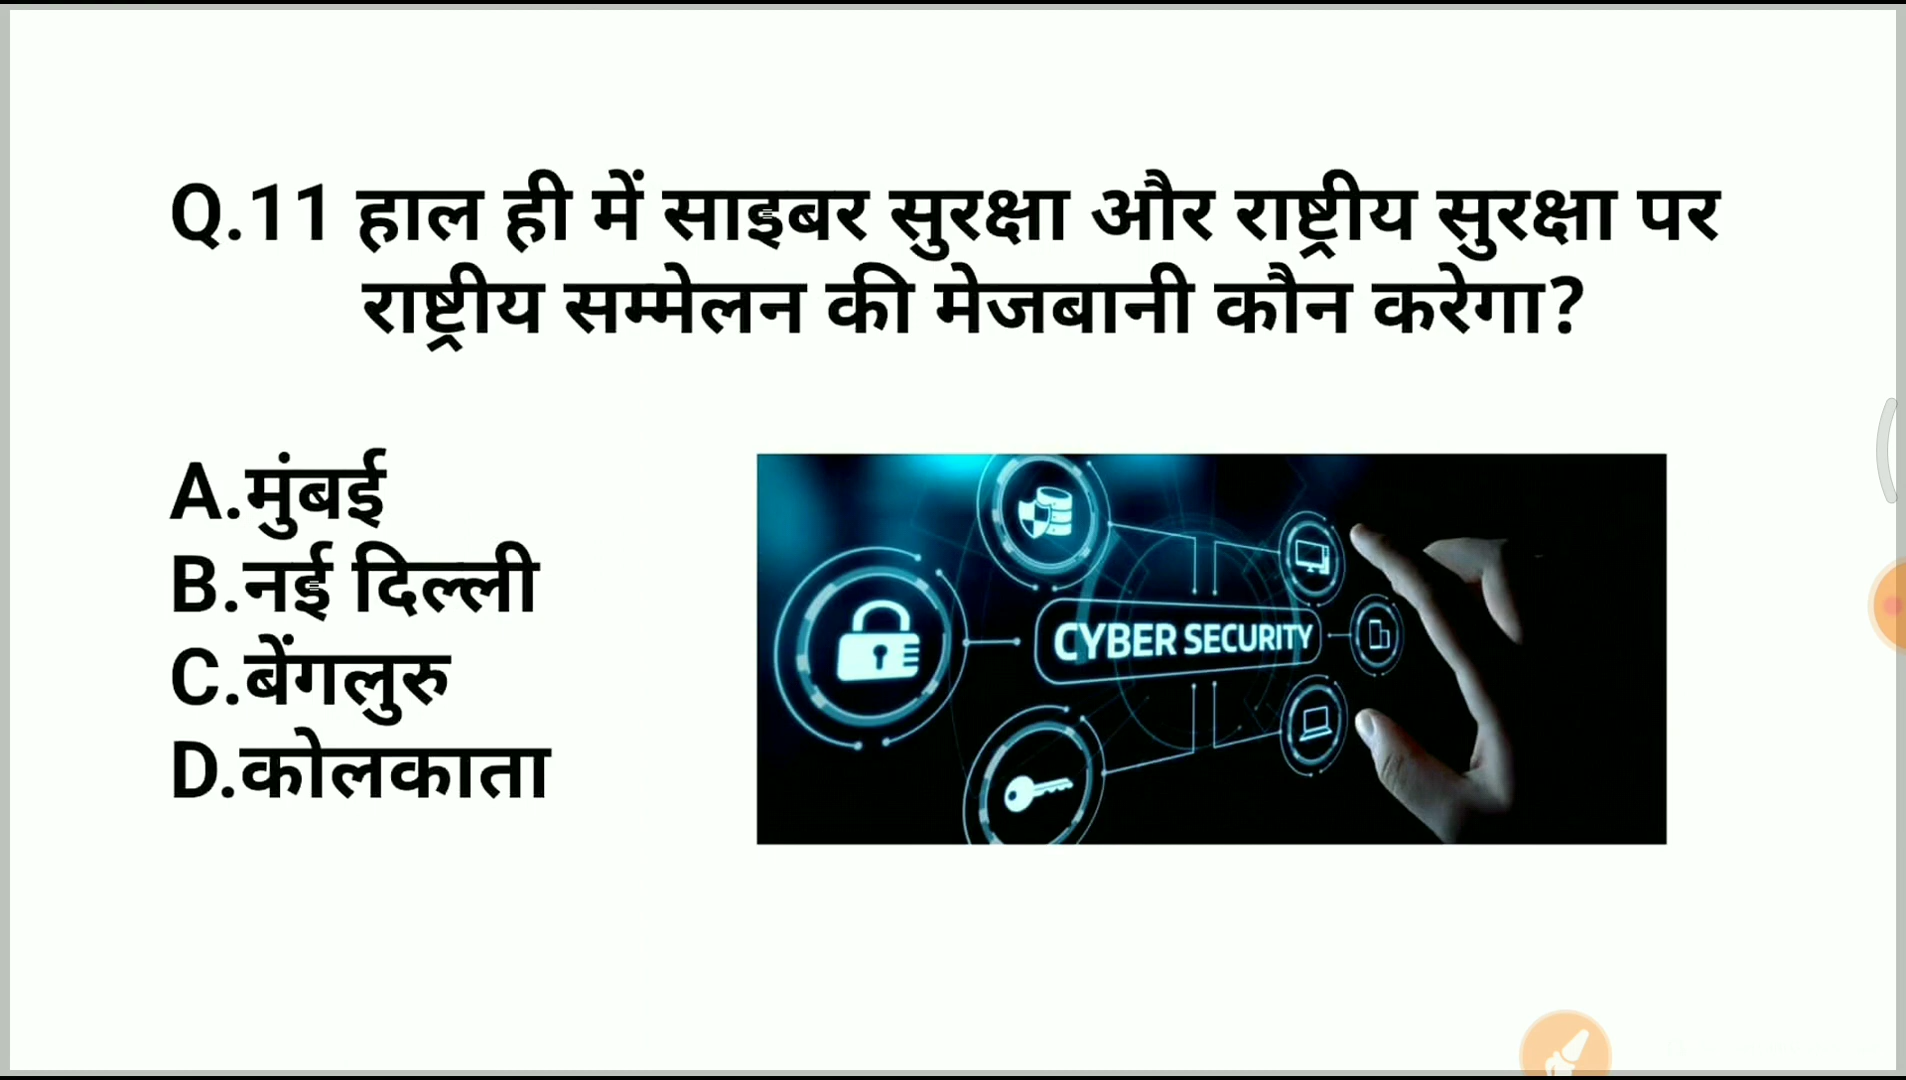 Q.11 हाल ही में साइबर सुरक्षा और राष्ट्रीय सुरक्षा पर
राष्ट्रीय सम्मेलन की मेजबानी कौन करेगा?
A.मुंबई
B.नई दिल्ली
C.बेंगलुरु
D.कोलकाता
CYBER SECURITY